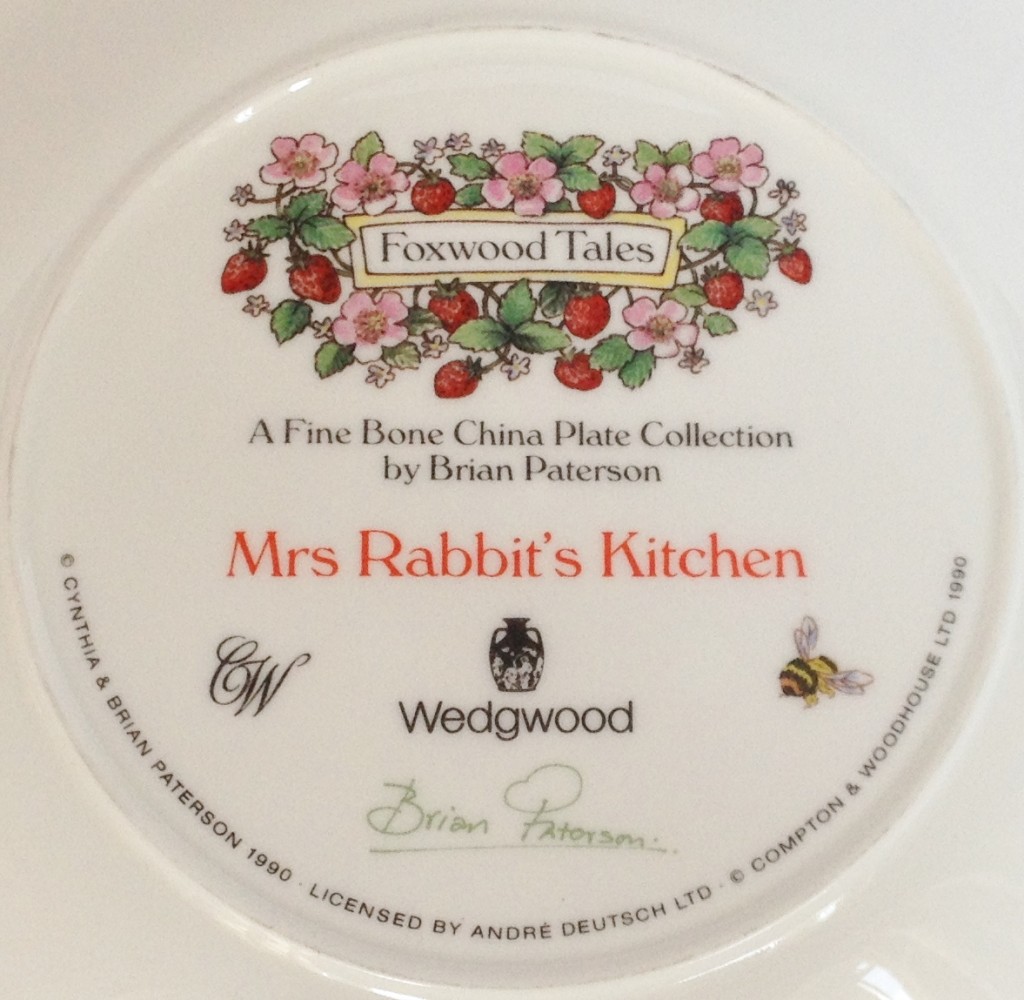 Foxwood Tales
A Fine Bone China Plate Collection
by Brian Paterson
Mrs Rabbit's Kitchen
CW
Wedgwood
Brian Paterson.
© CYNTHIA & BRIAN PATERSON 1990 · LICENSED BY ANDRÉ DEUTSCH LTD · © COMPTON & WOODHOUSE LTD 1990